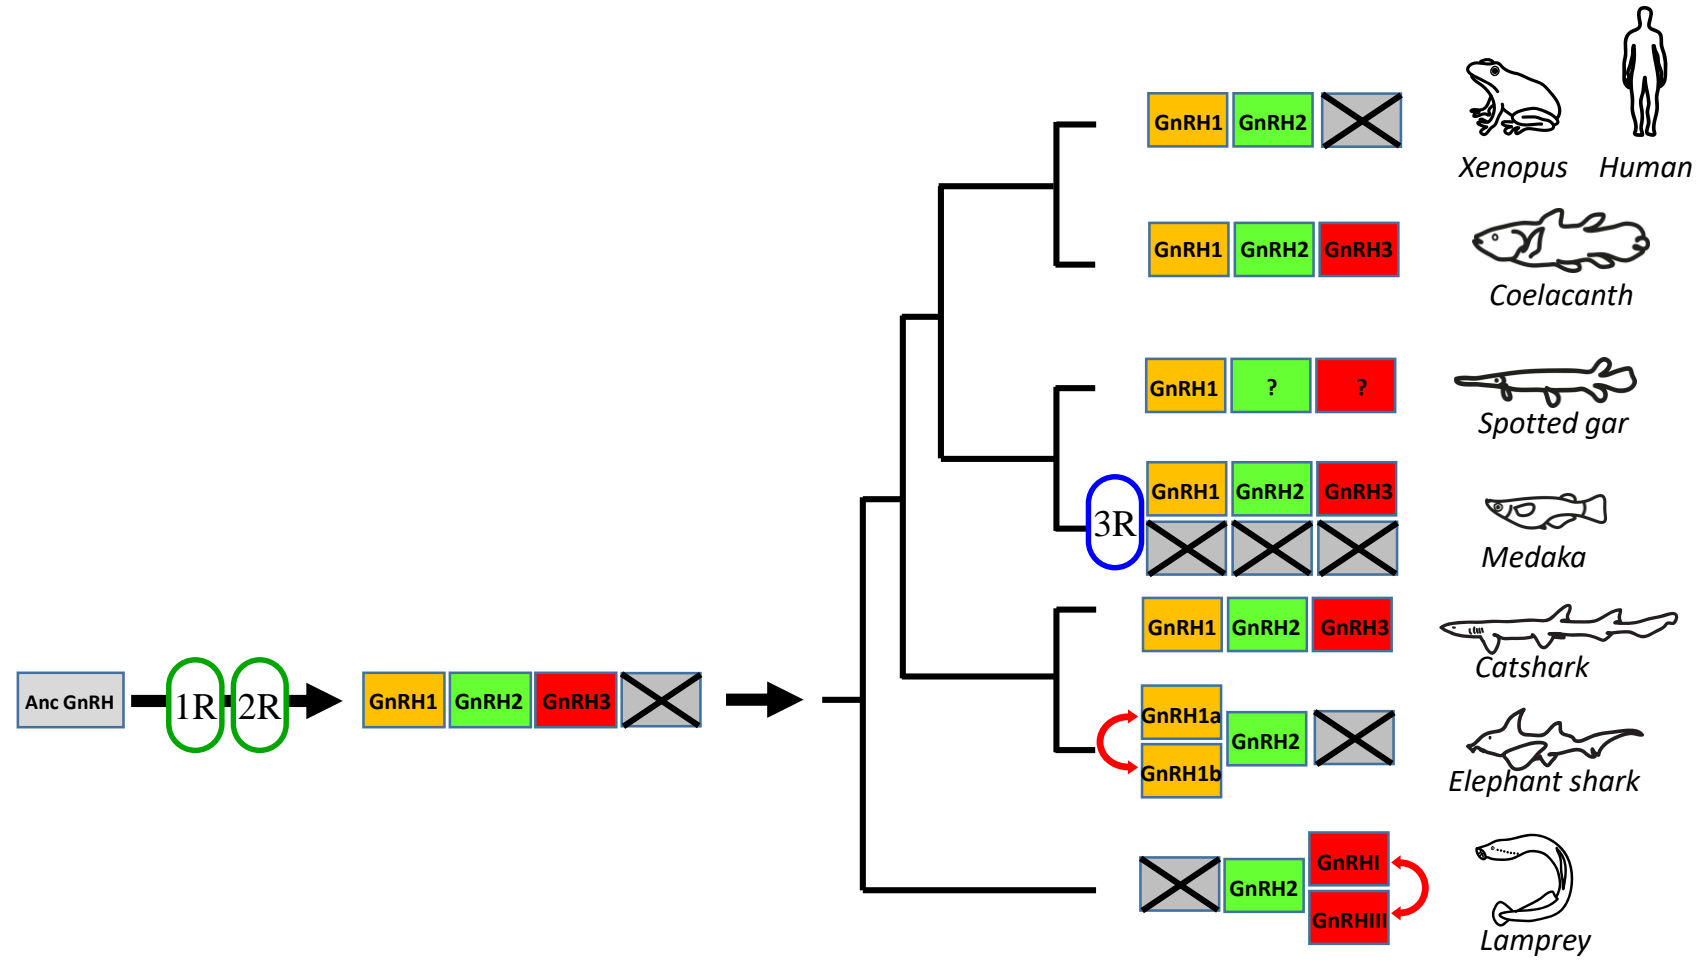 GnRH1 GnRH2
Xenopus Human
GnRH1 GnRH2 GnRH3
Coelacanth
GnRH1 ? ?
Spotted gar
3R
GnRH1 GnRH2 GnRH3
Medaka
GnRH1 GnRH2 GnRH3
Catshark
Anc GnRH 1R 2R GnRH1 GnRH2 GnRH3
GnRH1a
GnRH2
GnRH1b
Elephant shark
GnRHI
GnRH2
GnRHIII
Lamprey